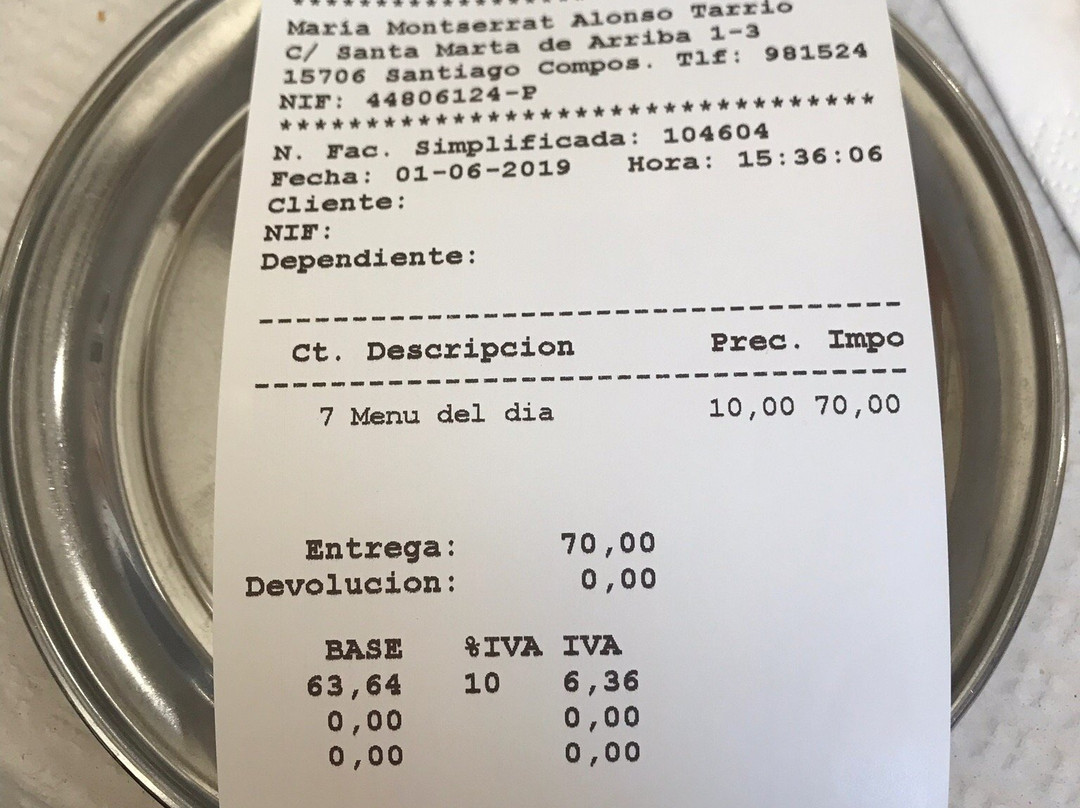 ********************************
Maria Montserrat Alonso Tarrio
C/ Santa Marta de Arriba 1-3
15706 Santiago Compos. Tlf: 981524
NIF: 44806124-P
********************************
N. Fac. Simplificada: 104604
Fecha: 01-06-2019 Hora: 15:36:06
Cliente:
NIF:
Dependiente:
--------------------------------
Ct. Descripcion Prec. Impo
--------------------------------
7 Menu del dia 10,00 70,00
Entrega: 70,00
Devolucion: 0,00
BASE %IVA IVA
63,64 10 6,36
0,00 0,00
0,00 0,00